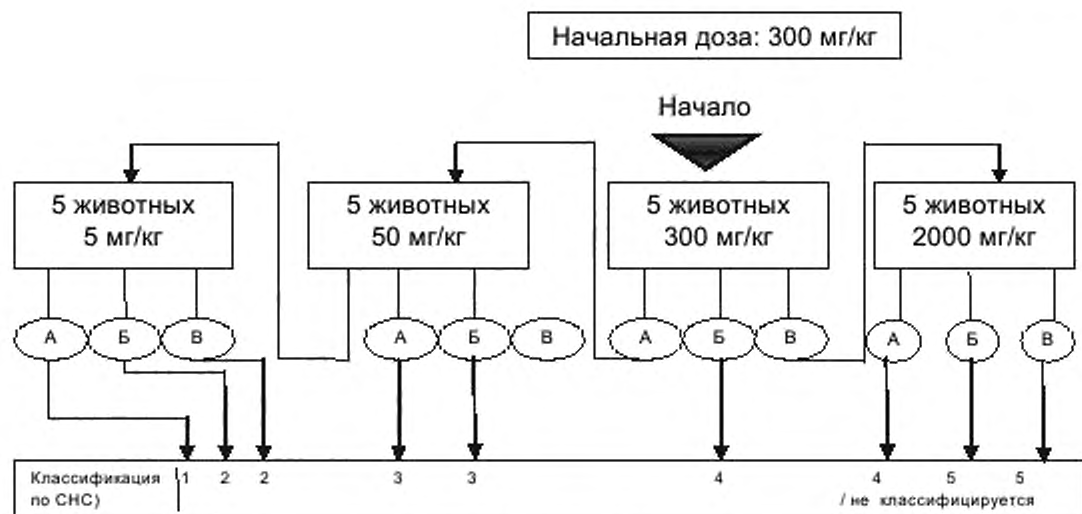 Начальная доза: 300 мг/кг
Начало
5 животных
5 мг/кг
5 животных
50 мг/кг
5 животных
300 мг/кг
5 животных
2000 мг/кг
А Б В А Б В А Б В А Б В
Классификация 1 2 2 3 3 4 4 5 5
по СНС) / не классифицируется